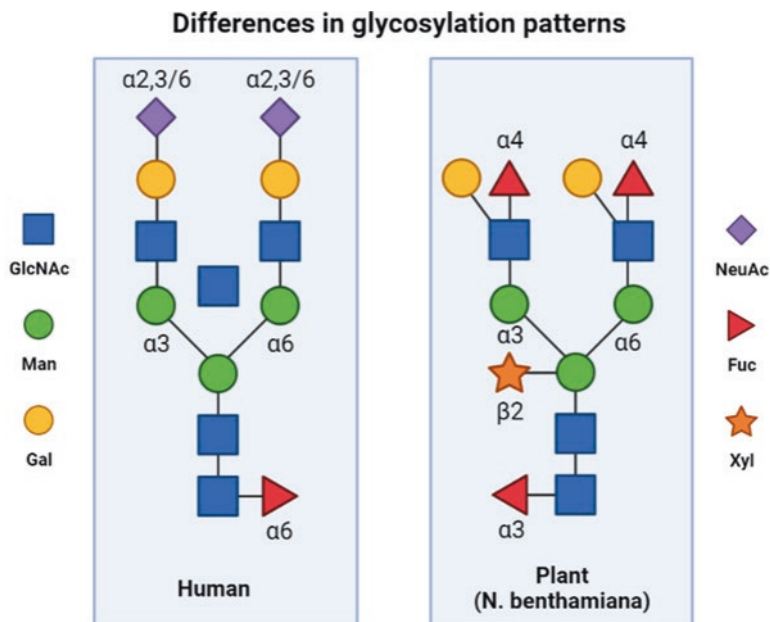 Differences in glycosylation patterns
GlcNAc
Man
Gal
α2,3/6 α2,3/6
α3 α6
α6
Human
α4 α4
α3 α6
β2
α3
Plant
(N. benthamiana)
NeuAc
Fuc
Xyl